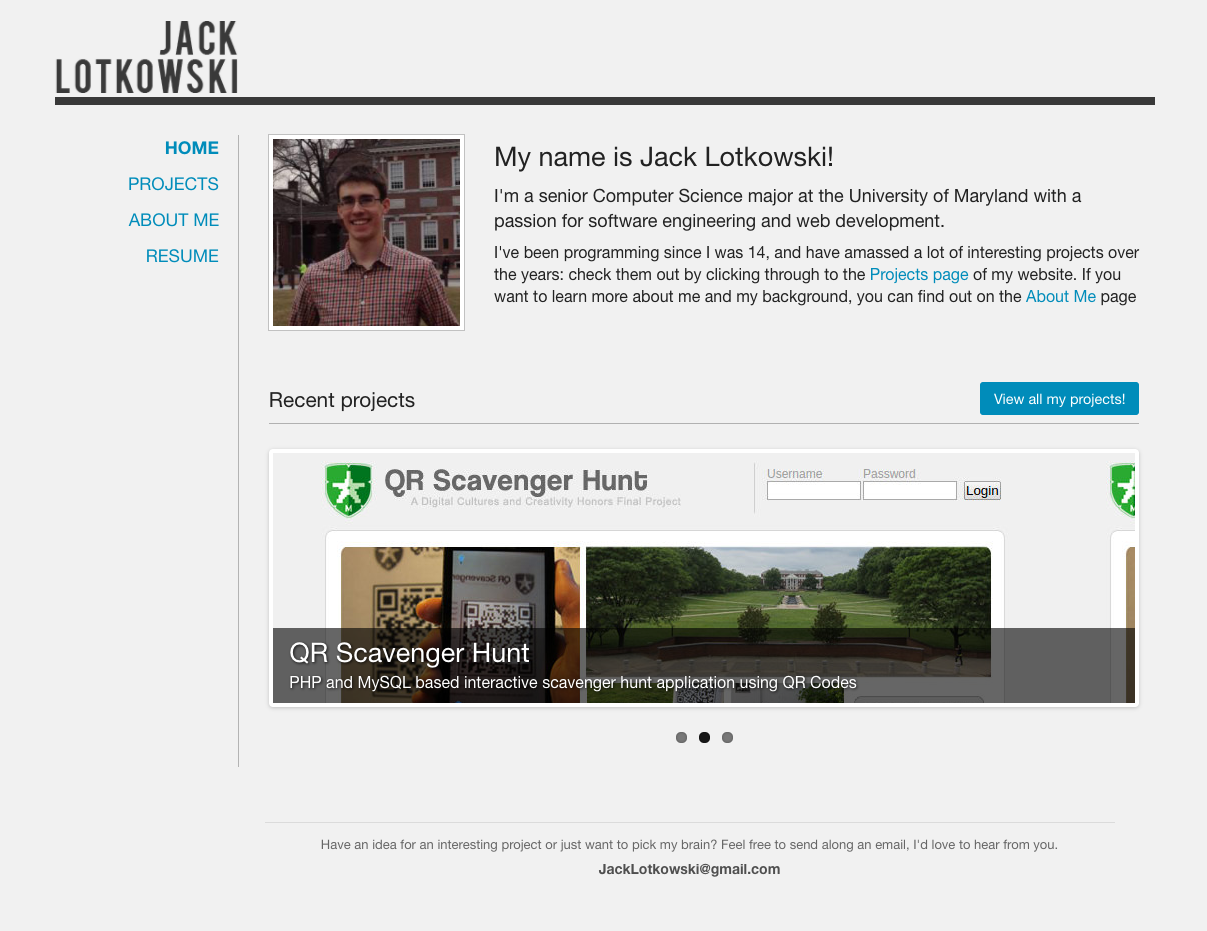 JACK
LOTKOWSKI
HOME
PROJECTS
ABOUT ME
RESUME
My name is Jack Lotkowski!
I'm a senior Computer Science major at the University of Maryland with a
passion for software engineering and web development.
I've been programming since I was 14, and have amassed a lot of interesting projects over
the years: check them out by clicking through to the Projects page of my website. If you
want to learn more about me and my background, you can find out on the About Me page
Recent projects
View all my projects!
QR Scavenger Hunt
A Digital Cultures and Creativity Honors Final Project
Username Password
Login
M
QR Scavenger Hunt
PHP and MySQL based interactive scavenger hunt application using QR Codes
Have an idea for an interesting project or just want to pick my brain? Feel free to send along an email, I'd love to hear from you.
JackLotkowski@gmail.com